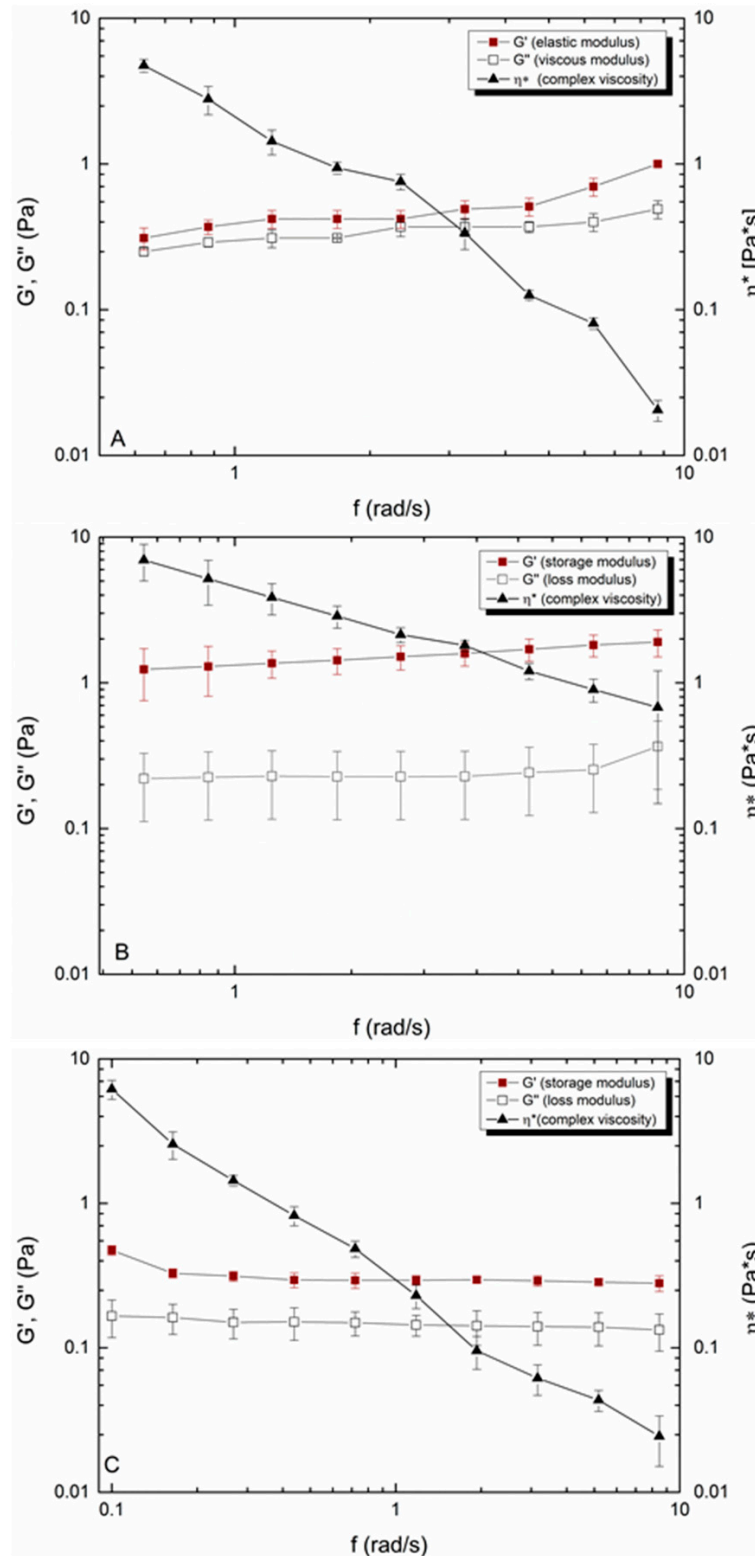 10
10
G' (elastic modulus)
G'' (viscous modulus)
η* (complex viscosity)
1
1
G', G'' (Pa)
η* [Pa*s]
0.1
0.1
A
0.01
0.01
1
10
f (rad/s)
10
10
G' (storage modulus)
G'' (loss modulus)
η* (complex viscosity)
1
1
G', G'' (Pa)
η* (Pa*s)
0.1
0.1
B
0.01
0.01
1
10
f (rad/s)
10
10
G' (storage modulus)
G'' (loss modulus)
η*(complex viscosity)
1
1
G', G'' (Pa)
η* (Pa*s)
0.1
0.1
C
0.01
0.01
0.1
1
10
f (rad/s)